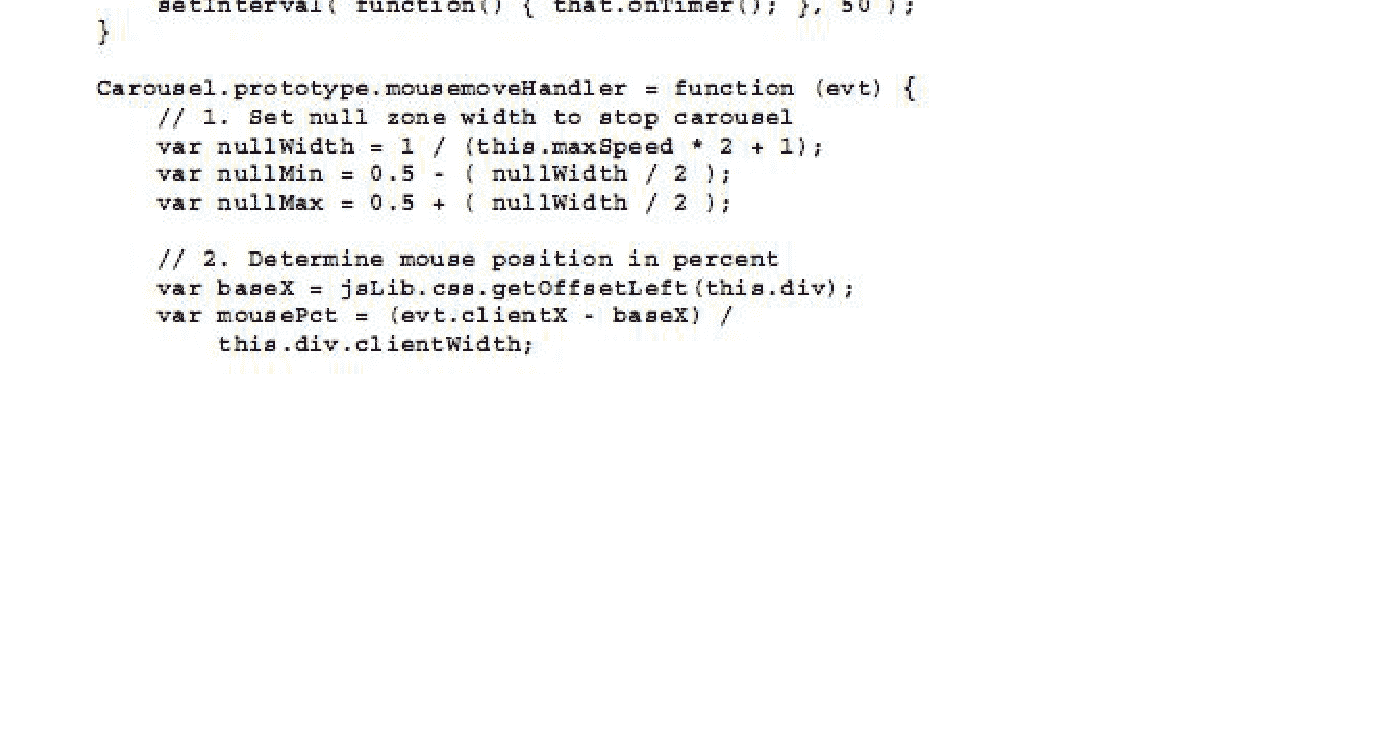 setInterval( function() { that.onTimer(); }, 50 );
}
Carousel.prototype.mousemoveHandler = function (evt) {
// 1. Set null zone width to stop carousel
var nullWidth = 1 / (this.maxSpeed * 2 + 1);
var nullMin = 0.5 - ( nullWidth / 2 );
var nullMax = 0.5 + ( nullWidth / 2 );
// 2. Determine mouse position in percent
var baseX = jsLib.css.getOffsetLeft(this.div);
var mousePct = (evt.clientX - baseX) /
this.div.clientWidth;